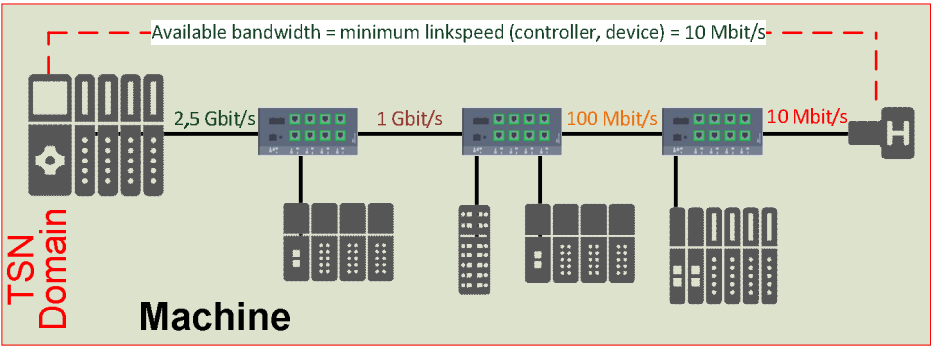 Available bandwidth = minimum linkspeed (controller, device) = 10 Mbit/s
2,5 Gbit/s
1 Gbit/s
100 Mbit/s
10 Mbit/s
TSN
Domain
Machine